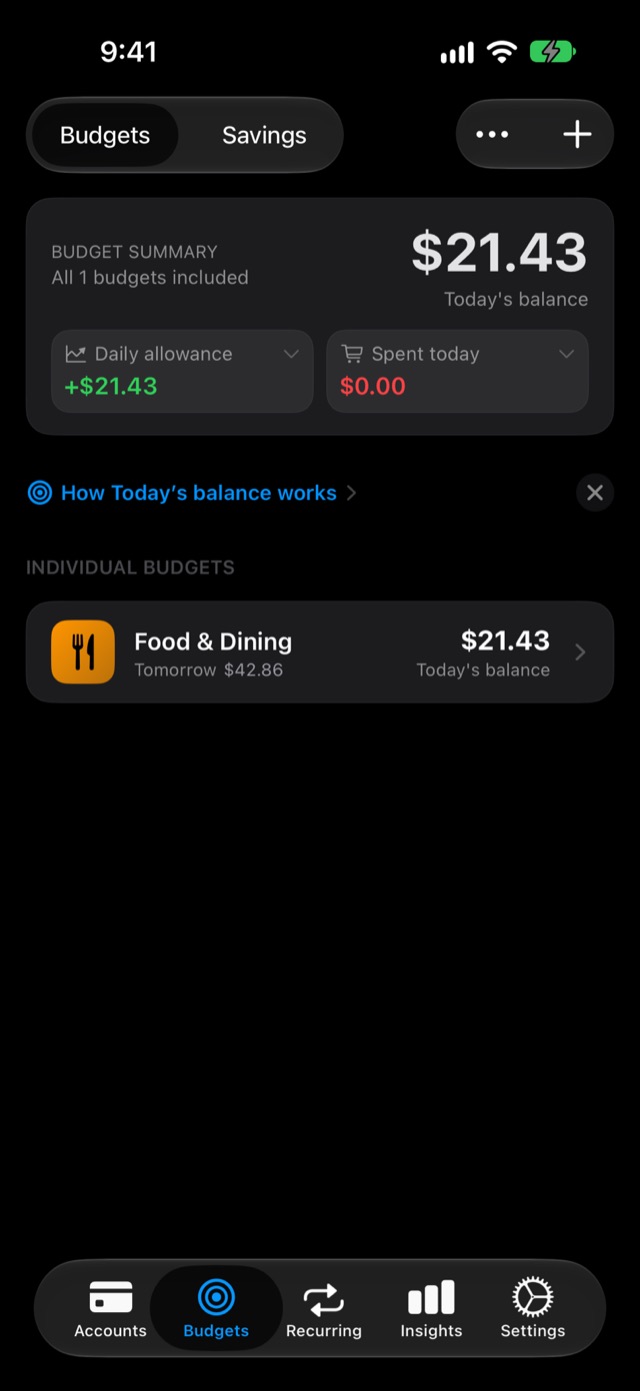 9:41
Budgets
Savings
BUDGET SUMMARY
All 1 budgets included
$21.43
Today's balance
Daily allowance
+$21.43
Spent today
$0.00
How Today’s balance works
INDIVIDUAL BUDGETS
Food & Dining
Tomorrow $42.86
$21.43
Today's balance
Accounts
Budgets
Recurring
Insights
Settings